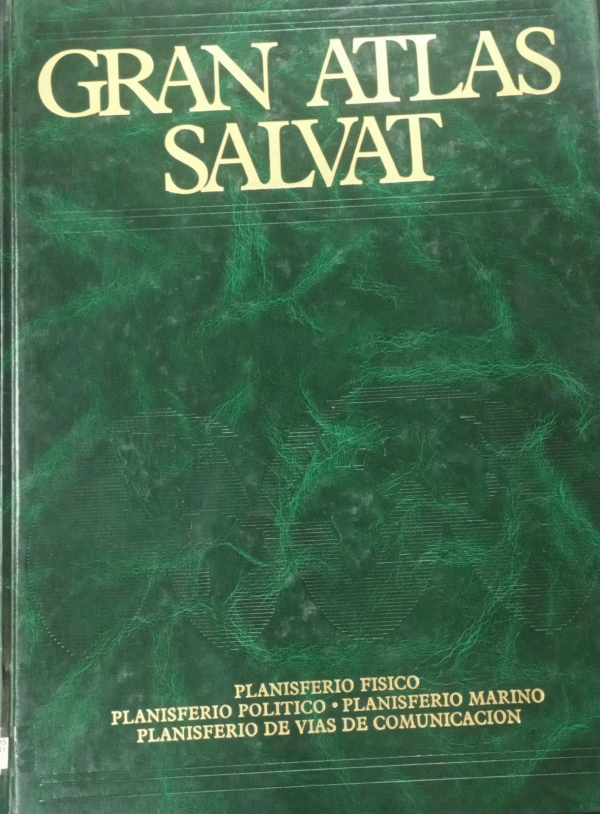 GRAN ATLAS
SALVAT
PLANISFERIO FISICO
PLANISFERIO POLITICO • PLANISFERIO MARINO
PLANISFERIO DE VIAS DE COMUNICACION